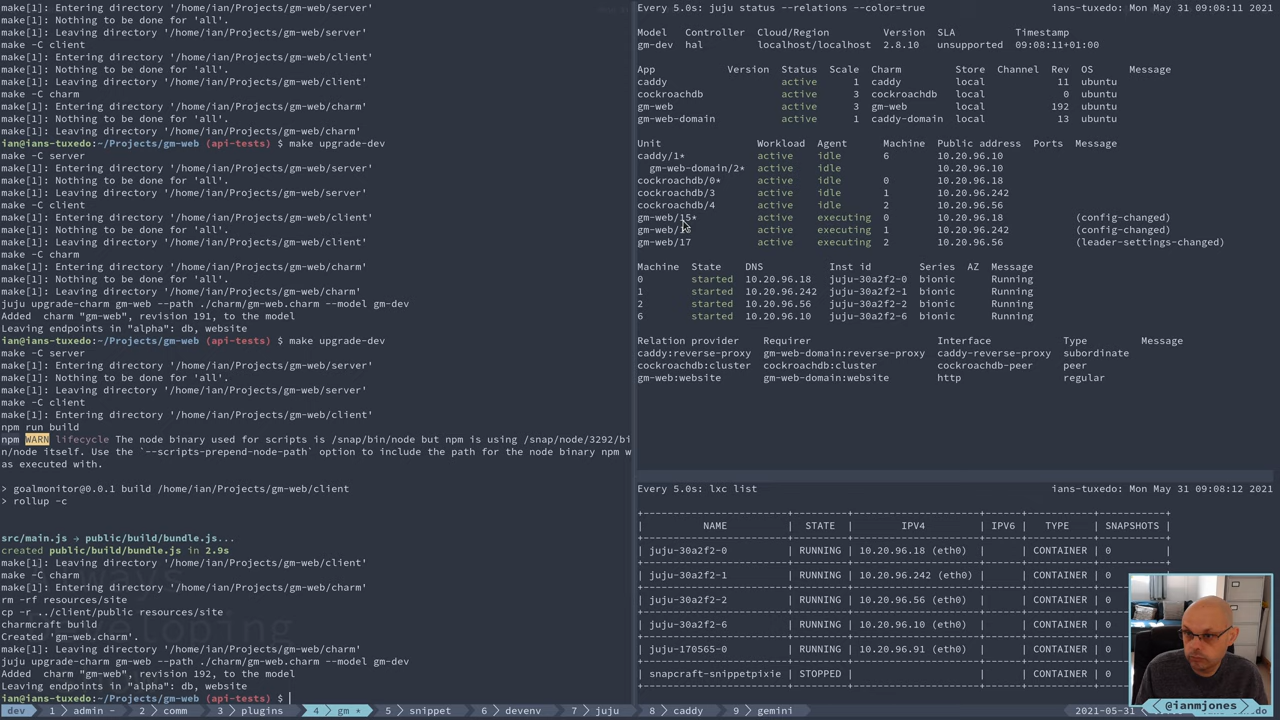 make[1]: Entering directory '/home/ian/Projects/gm-web/server'
make[1]: Nothing to be done for 'all'.
make[1]: Leaving directory '/home/ian/Projects/gm-web/server'
make -C client
make[1]: Entering directory '/home/ian/Projects/gm-web/client'
make[1]: Nothing to be done for 'all'.
make[1]: Leaving directory '/home/ian/Projects/gm-web/client'
make -C charm
make[1]: Entering directory '/home/ian/Projects/gm-web/charm'
make[1]: Nothing to be done for 'all'.
make[1]: Leaving directory '/home/ian/Projects/gm-web/charm'
ian@ians-tuxedo:~/Projects/gm-web (api-tests) $ make upgrade-dev
make -C server
make[1]: Entering directory '/home/ian/Projects/gm-web/server'
make[1]: Nothing to be done for 'all'.
make[1]: Leaving directory '/home/ian/Projects/gm-web/server'
make -C client
make[1]: Entering directory '/home/ian/Projects/gm-web/client'
make[1]: Nothing to be done for 'all'.
make[1]: Leaving directory '/home/ian/Projects/gm-web/client'
make -C charm
make[1]: Entering directory '/home/ian/Projects/gm-web/charm'
make[1]: Nothing to be done for 'all'.
make[1]: Leaving directory '/home/ian/Projects/gm-web/charm'
juju upgrade-charm gm-web --path ./charm/gm-web.charm --model gm-dev
Added charm "gm-web", revision 191, to the model
Leaving endpoints in "alpha": db, website
ian@ians-tuxedo:~/Projects/gm-web (api-tests) $ make upgrade-dev
make -C server
make[1]: Entering directory '/home/ian/Projects/gm-web/server'
make[1]: Nothing to be done for 'all'.
make[1]: Leaving directory '/home/ian/Projects/gm-web/server'
make -C client
make[1]: Entering directory '/home/ian/Projects/gm-web/client'
npm run build
npm WARN lifecycle The node binary used for scripts is /snap/bin/node but npm is using /snap/node/3292/bi
n/node itself. Use the `--scripts-prepend-node-path` option to include the path for the node binary npm w
as executed with.
> goalmonitor@0.0.1 build /home/ian/Projects/gm-web/client
> rollup -c
src/main.js → public/build/bundle.js...
created public/build/bundle.js in 2.9s
make[1]: Leaving directory '/home/ian/Projects/gm-web/client'
make -C charm
make[1]: Entering directory '/home/ian/Projects/gm-web/charm'
rm -rf resources/site
cp -r ../client/public resources/site
charmcraft build
Created 'gm-web.charm'.
make[1]: Leaving directory '/home/ian/Projects/gm-web/charm'
juju upgrade-charm gm-web --path ./charm/gm-web.charm --model gm-dev
Added charm "gm-web", revision 192, to the model
Leaving endpoints in "alpha": db, website
ian@ians-tuxedo:~/Projects/gm-web (api-tests) $
Every 5.0s: juju status --relations --color=true ians-tuxedo: Mon May 31 09:08:11 2021
Model Controller Cloud/Region Version SLA Timestamp
gm-dev hal localhost/localhost 2.8.10 unsupported 09:08:11+01:00
App Version Status Scale Charm Store Channel Rev OS Message
caddy active 1 caddy local 11 ubuntu
cockroachdb active 3 cockroachdb local 0 ubuntu
gm-web active 3 gm-web local 192 ubuntu
gm-web-domain active 1 caddy-domain local 13 ubuntu
Unit Workload Agent Machine Public address Ports Message
caddy/1* active idle 6 10.20.96.10
gm-web-domain/2* active idle 10.20.96.10
cockroachdb/0* active idle 0 10.20.96.18
cockroachdb/3 active idle 1 10.20.96.242
cockroachdb/4 active idle 2 10.20.96.56
gm-web/15* active executing 0 10.20.96.18 (config-changed)
active executing 1 10.20.96.242 (config-changed)
gm-web/17 active executing 2 10.20.96.56 (leader-settings-changed)
Machine State DNS Inst id Series AZ Message
0 started 10.20.96.18 juju-30a2f2-0 bionic Running
1 started 10.20.96.242 juju-30a2f2-1 bionic Running
2 started 10.20.96.56 juju-30a2f2-2 bionic Running
6 started 10.20.96.10 juju-30a2f2-6 bionic Running
Relation provider Requirer Interface Type Message
caddy:reverse-proxy gm-web-domain:reverse-proxy caddy-reverse-proxy subordinate
cockroachdb:cluster cockroachdb:cluster cockroachdb-peer peer
gm-web:website gm-web-domain:website http regular
Every 5.0s: lxc list ians-tuxedo: Mon May 31 09:08:12 2021
| NAME | STATE | IPV4 | IPV6 | TYPE | SNAPSHOTS |
| juju-30a2f2-0 | RUNNING | 10.20.96.18 (eth0) | | CONTAINER | 0 |
| juju-30a2f2-1 | RUNNING | 10.20.96.242 (eth0) | | CONTAINER | 0
| juju-30a2f2-2 | RUNNING | 10.20.96.56 (eth0) | | CONTAINER | 0
| juju-30a2f2-6 | RUNNING | 10.20.96.10 (eth0) | | CONTAINER | 0
| juju-170565-0 | RUNNING | 10.20.96.91 (eth0) | | CONTAINER | 0
| snapcraft-snippetpixie | STOPPED | | | CONTAINER | 0
dev 1 admin - 2 comm 3 plugins 4 gm * 5 snippet 6 devenv 7 juju 8 caddy 9 gemini 2021-05-31
@ianmjones